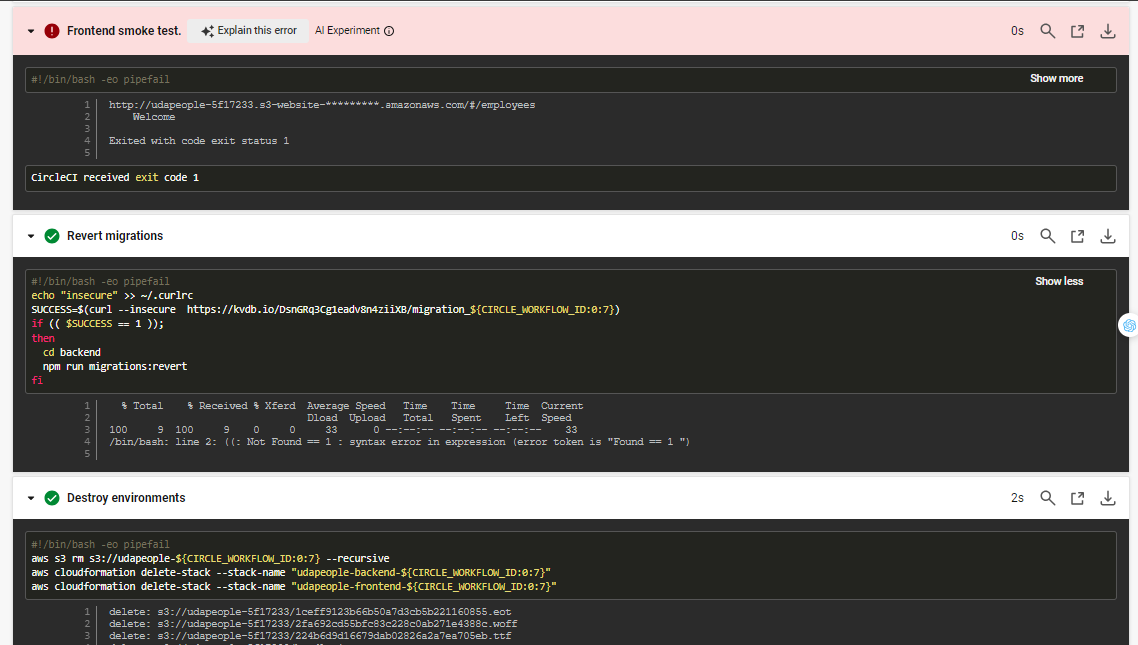 Frontend smoke test. Explain this error AI Experiment 0s
#!/bin/bash -eo pipefail Show more
1 http://udapeople-5f17233.s3-website-*********.amazonaws.com/#/employees
2 Welcome
3
4 Exited with code exit status 1
5
CircleCI received exit code 1
Revert migrations 0s
#!/bin/bash -eo pipefail Show less
echo "insecure" >> ~/.curlrc
SUCCESS=$(curl --insecure https://kvdb.io/DsnGRq3Cg1eadv8n4ziiXB/migration_${CIRCLE_WORKFLOW_ID:0:7})
if (( $SUCCESS == 1 ));
then
cd backend
npm run migrations:revert
fi
1 % Total % Received % Xferd Average Speed Time Time Time Current
2 Dload Upload Total Spent Left Speed
3 100 9 100 9 0 0 33 0 --:--:-- --:--:-- --:--:-- 33
4 /bin/bash: line 2: ((: Not Found == 1 : syntax error in expression (error token is "Found == 1 ")
5
Destroy environments 2s
#!/bin/bash -eo pipefail
aws s3 rm s3://udapeople-${CIRCLE_WORKFLOW_ID:0:7} --recursive
aws cloudformation delete-stack --stack-name "udapeople-backend-${CIRCLE_WORKFLOW_ID:0:7}"
aws cloudformation delete-stack --stack-name "udapeople-frontend-${CIRCLE_WORKFLOW_ID:0:7}"
1 delete: s3://udapeople-5f17233/1ceff9123b66b50a7d3cb5b221160855.eot
2 delete: s3://udapeople-5f17233/2fa692cd55bfc83c228c0ab271e4388c.woff
3 delete: s3://udapeople-5f17233/224b6d9d16679dab02826a2a7ea705eb.ttf